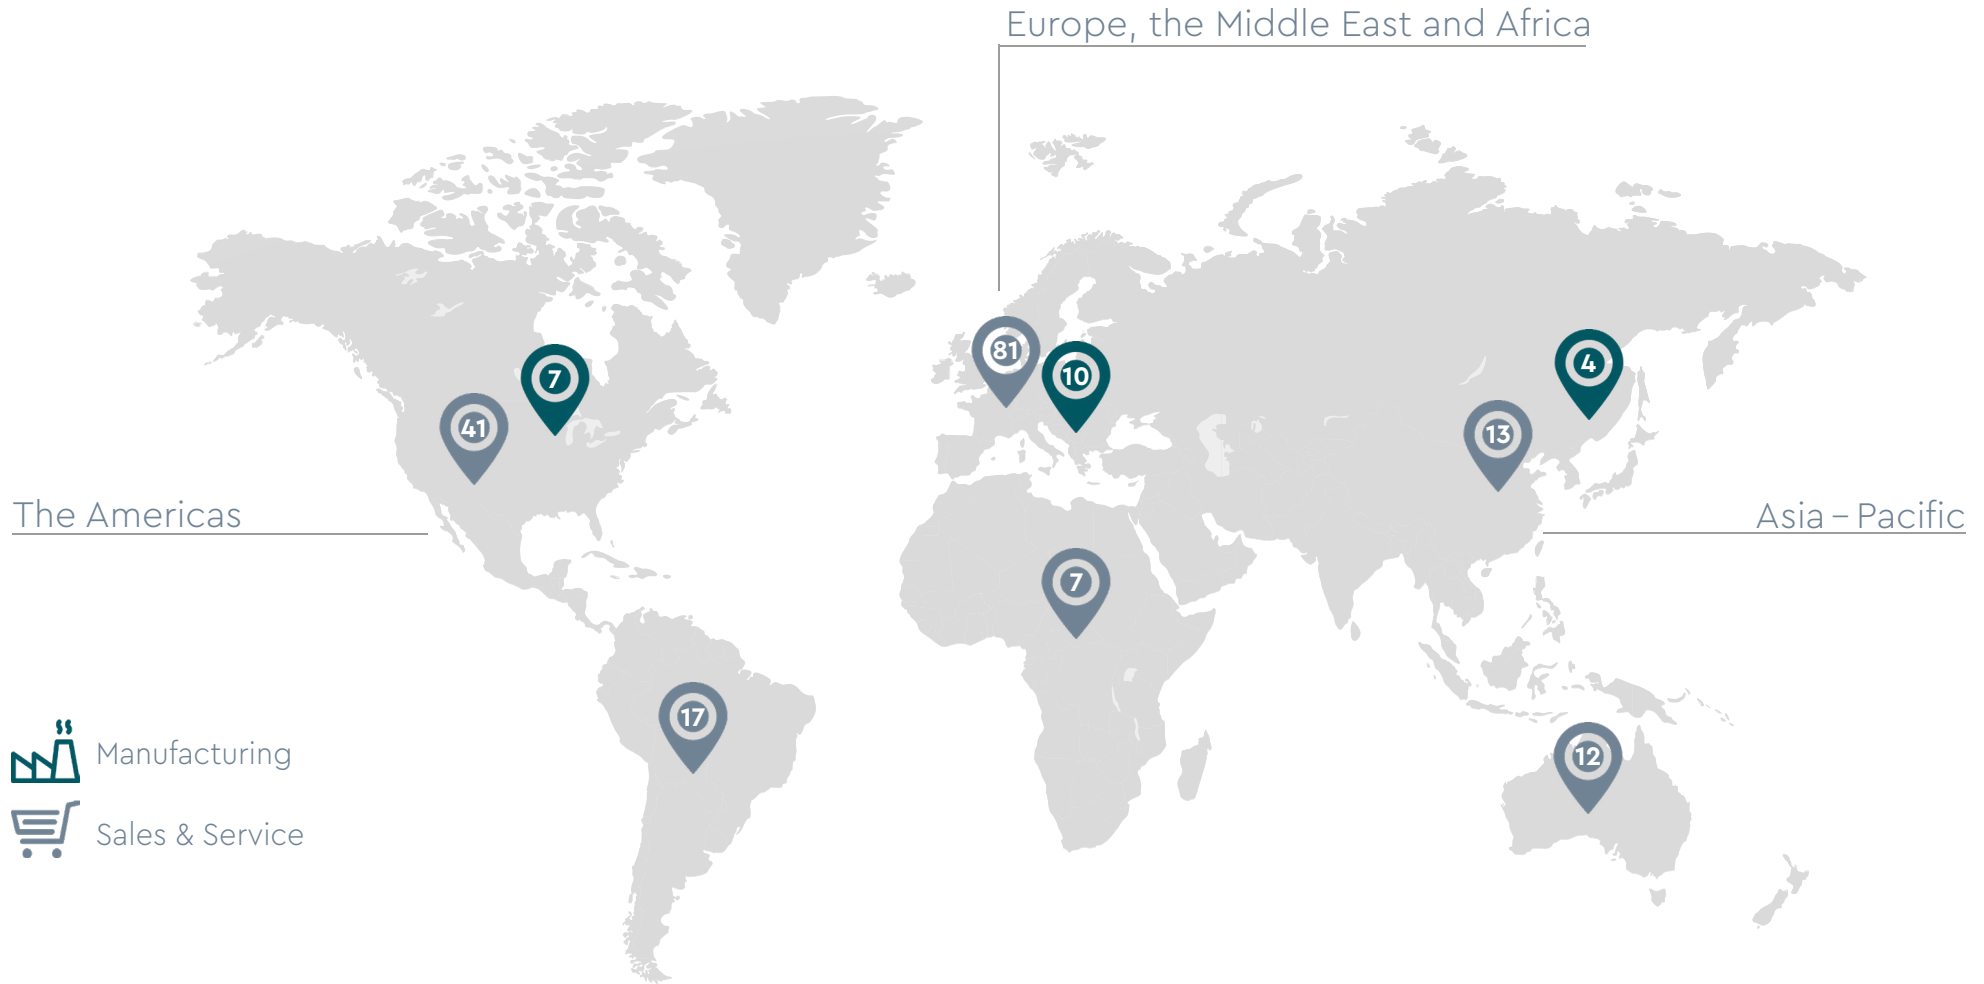 Europe, the Middle East and Africa
81
4
10
7
13
41
The Americas
Asia – Pacific
7
17
12
Manufacturing
Sales & Service